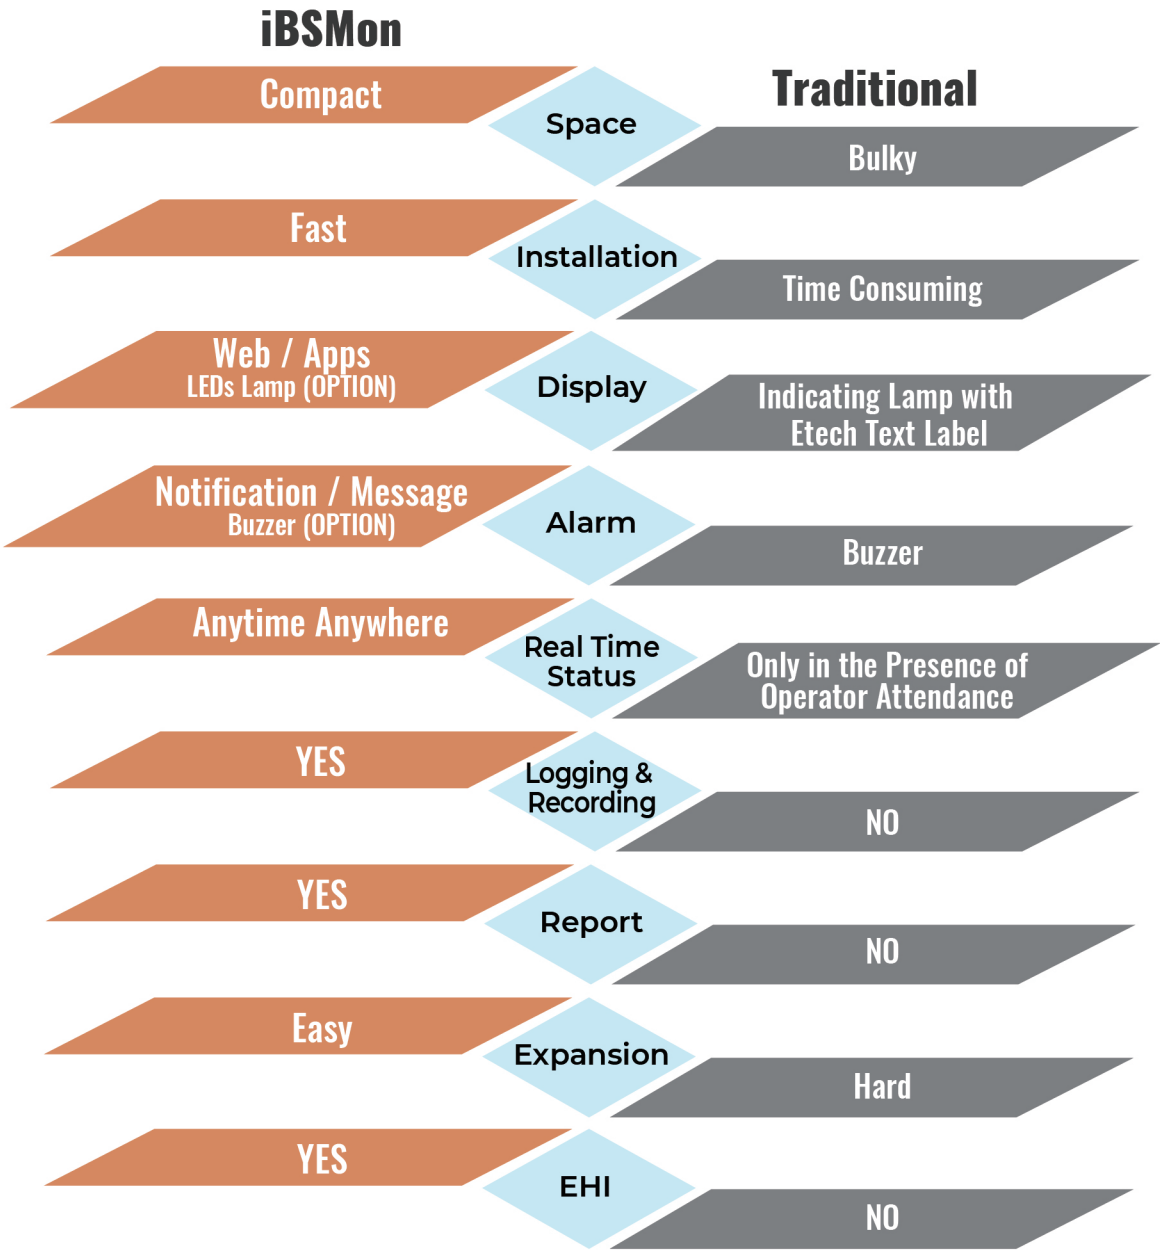 iBSMon
Traditional
Compact
Space
Bulky
Fast
Installation
Time Consuming
Web / Apps
LEDs Lamp (OPTION)
Display
Indicating Lamp with
Etech Text Label
Notification / Message
Buzzer (OPTION)
Alarm
Buzzer
Anytime Anywhere
Real Time
Status
Only in the Presence of
Operator Attendance
YES
Logging &
Recording
NO
YES
Report
NO
Easy
Expansion
Hard
YES
EHI
NO